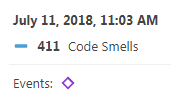 July 11, 2018, 11:03 AM
411 Code Smells
Events: